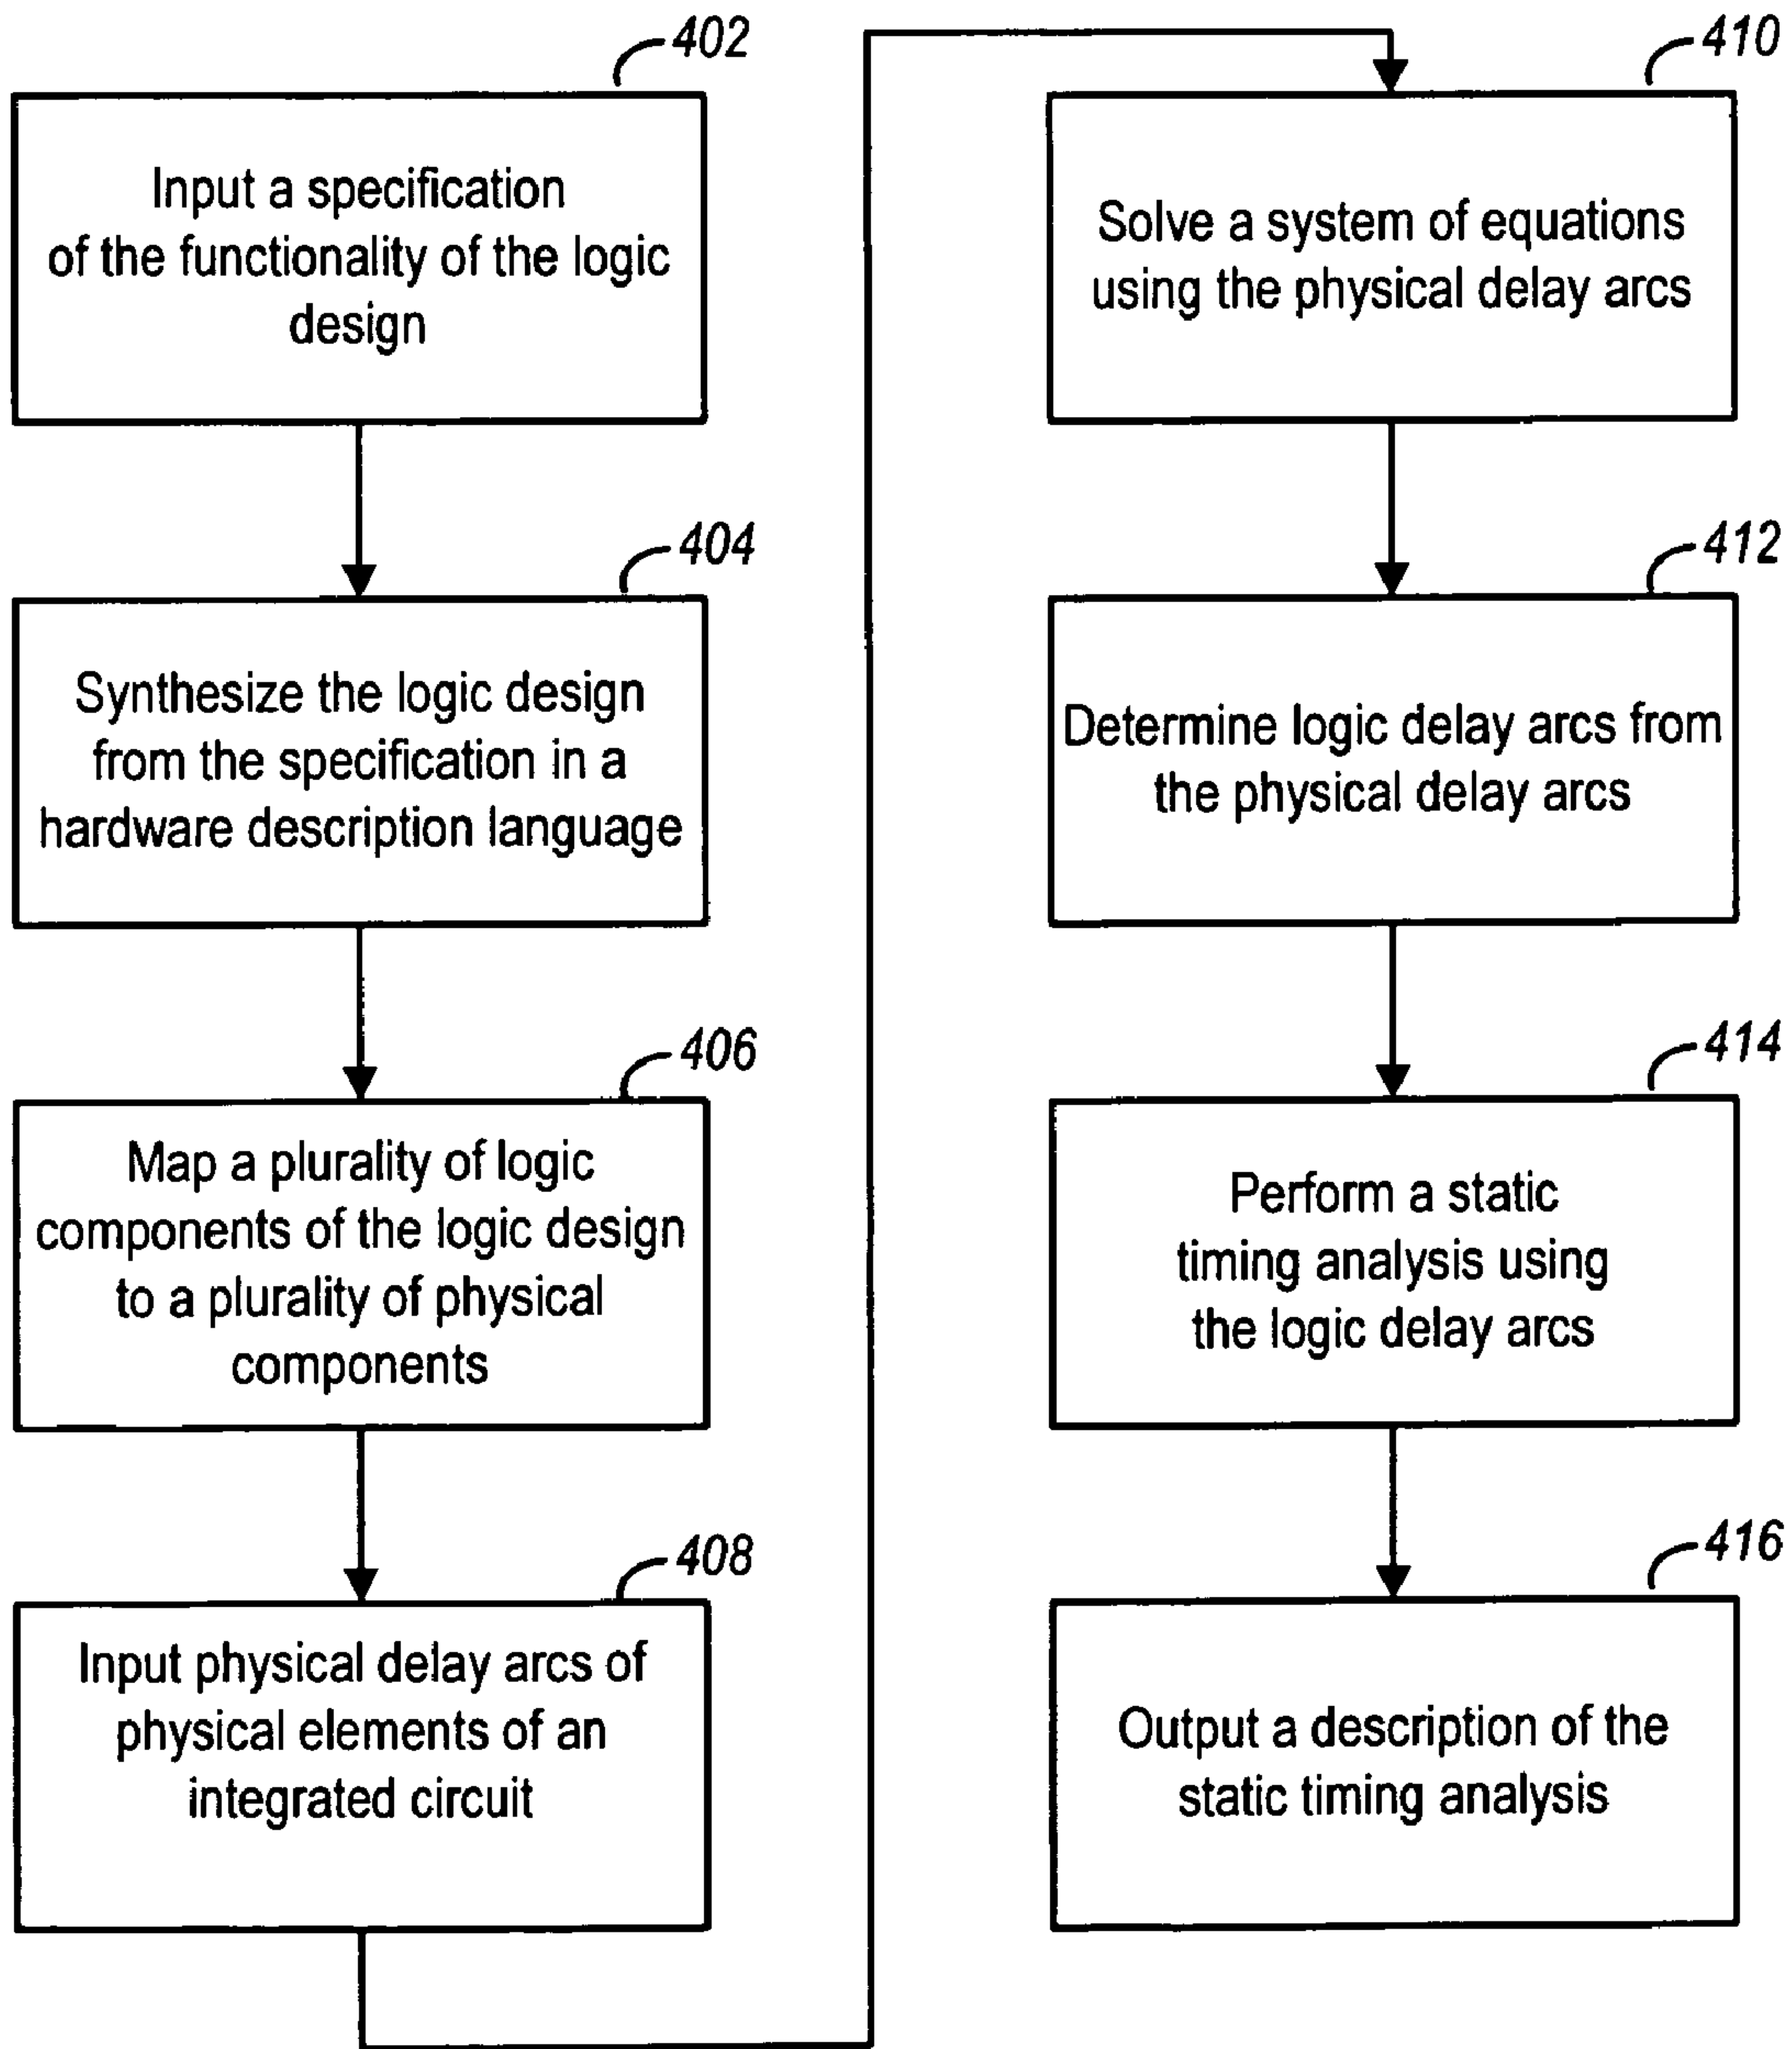 402
Input a specification
of the functionality of the logic
design
404
Synthesize the logic design
from the specification in a
hardware description language
406
Map a plurality of logic
components of the logic design
to a plurality of physical
components
408
Input physical delay arcs of
physical elements of an
integrated circuit
410
Solve a system of equations
using the physical delay arcs
412
Determine logic delay arcs from
the physical delay arcs
414
Perform a static
timing analysis using
the logic delay arcs
416
Output a description of the
static timing analysis